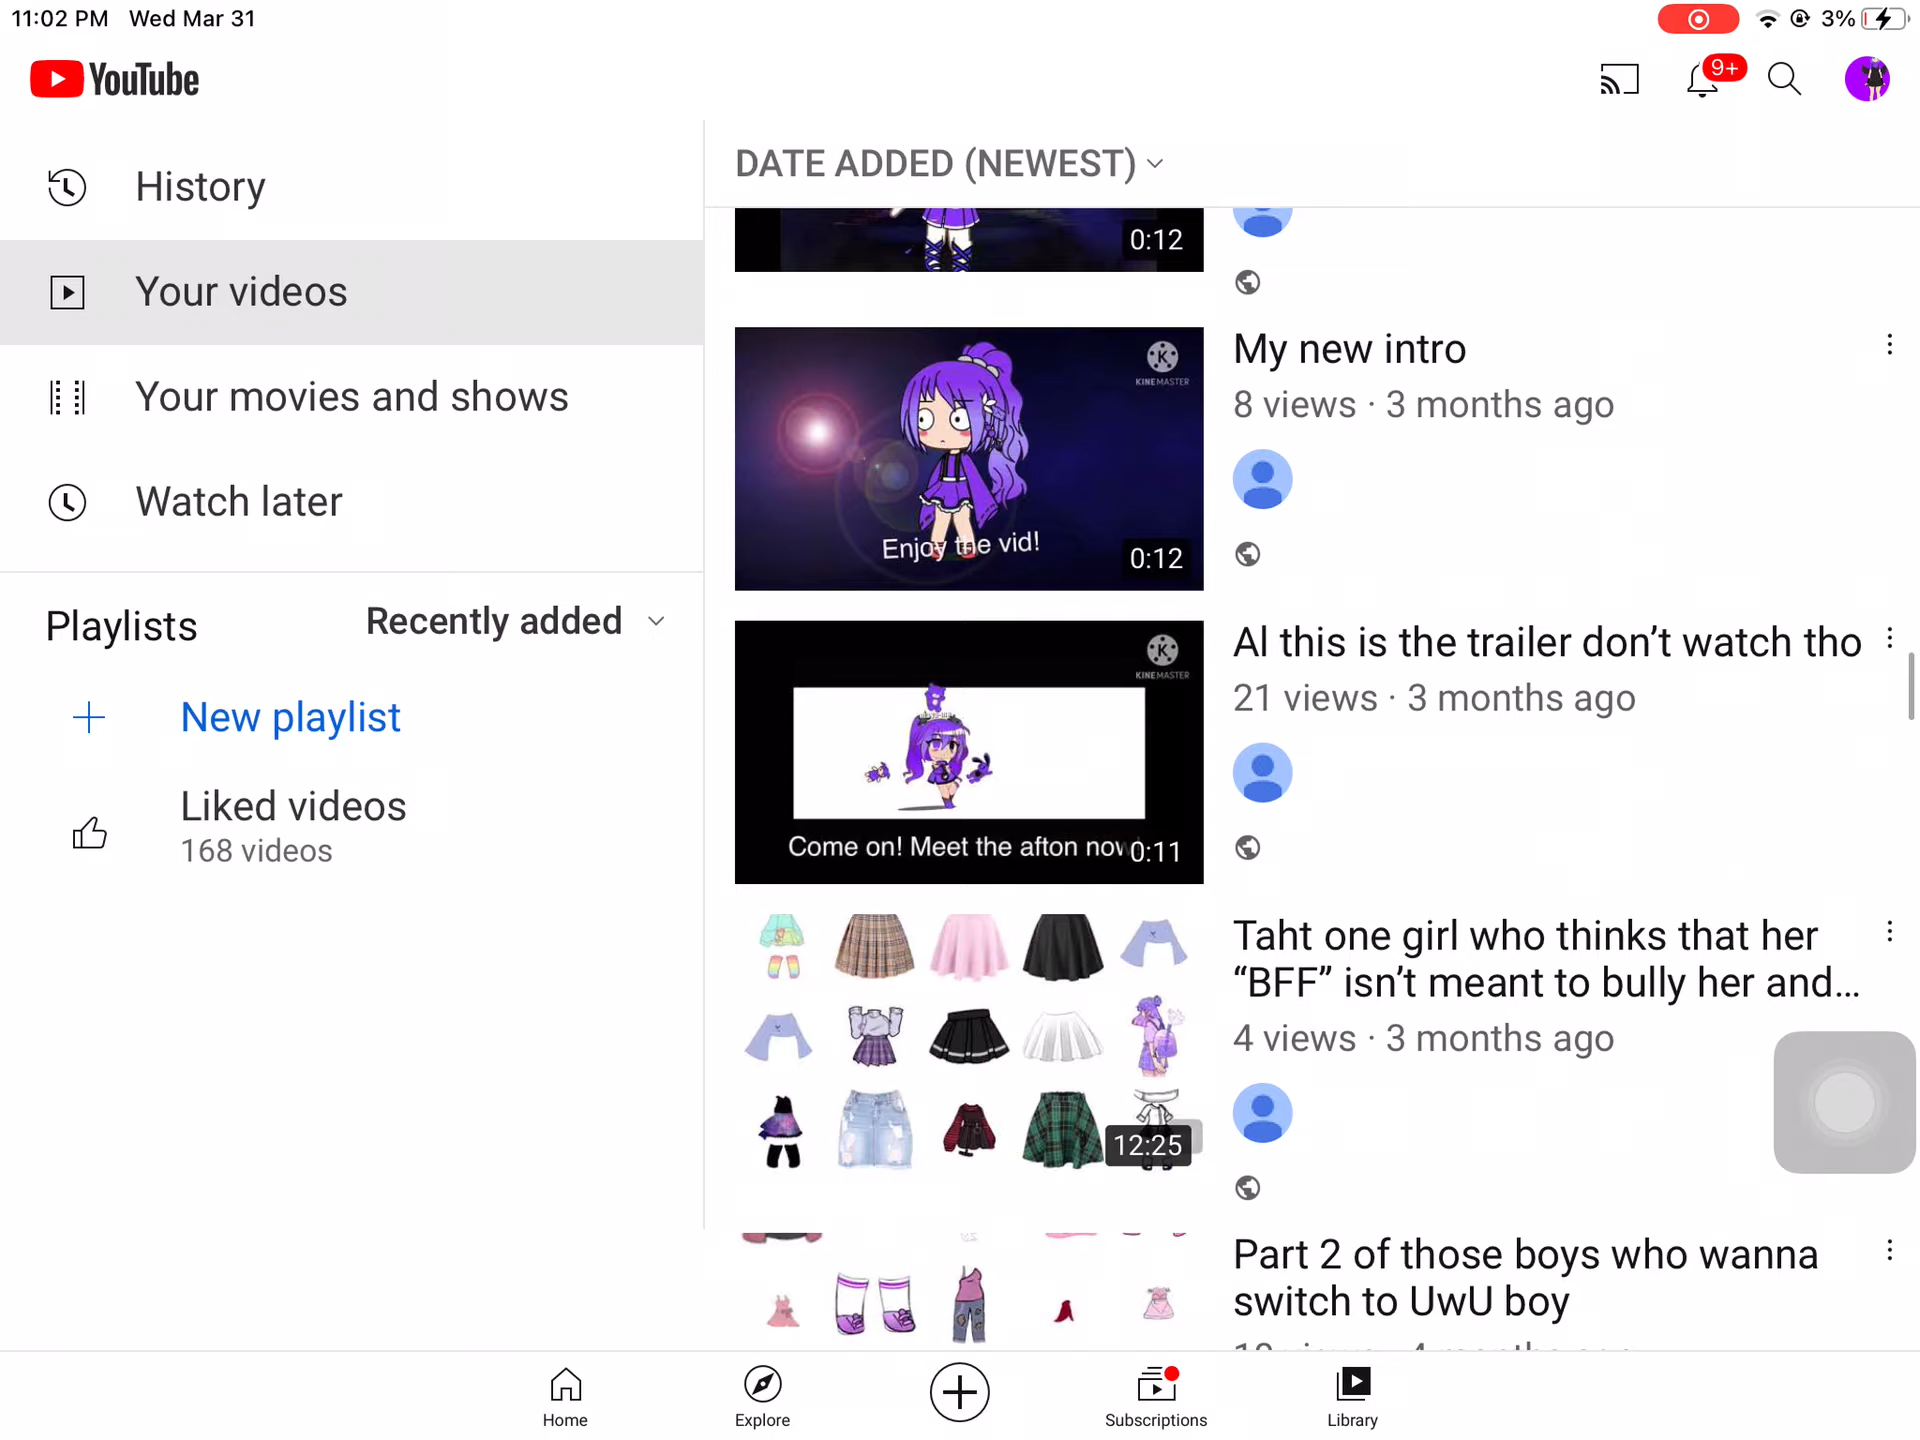 11:02 PM Wed Mar 31
3%
YouTube
9+
History
Your videos
Your movies and shows
Watch later
Playlists
Recently added
New playlist
Liked videos
168 videos
DATE ADDED (NEWEST)
0:12
KINEMASTER
Enjoy the vid!
0:12
My new intro
8 views · 3 months ago
KINEMASTER
Come on! Meet the afton now
0:11
Al this is the trailer don’t watch tho
21 views · 3 months ago
12:25
Taht one girl who thinks that her
“BFF” isn’t meant to bully her and...
4 views · 3 months ago
Part 2 of those boys who wanna
switch to UwU boy
Home
Explore
Subscriptions
Library